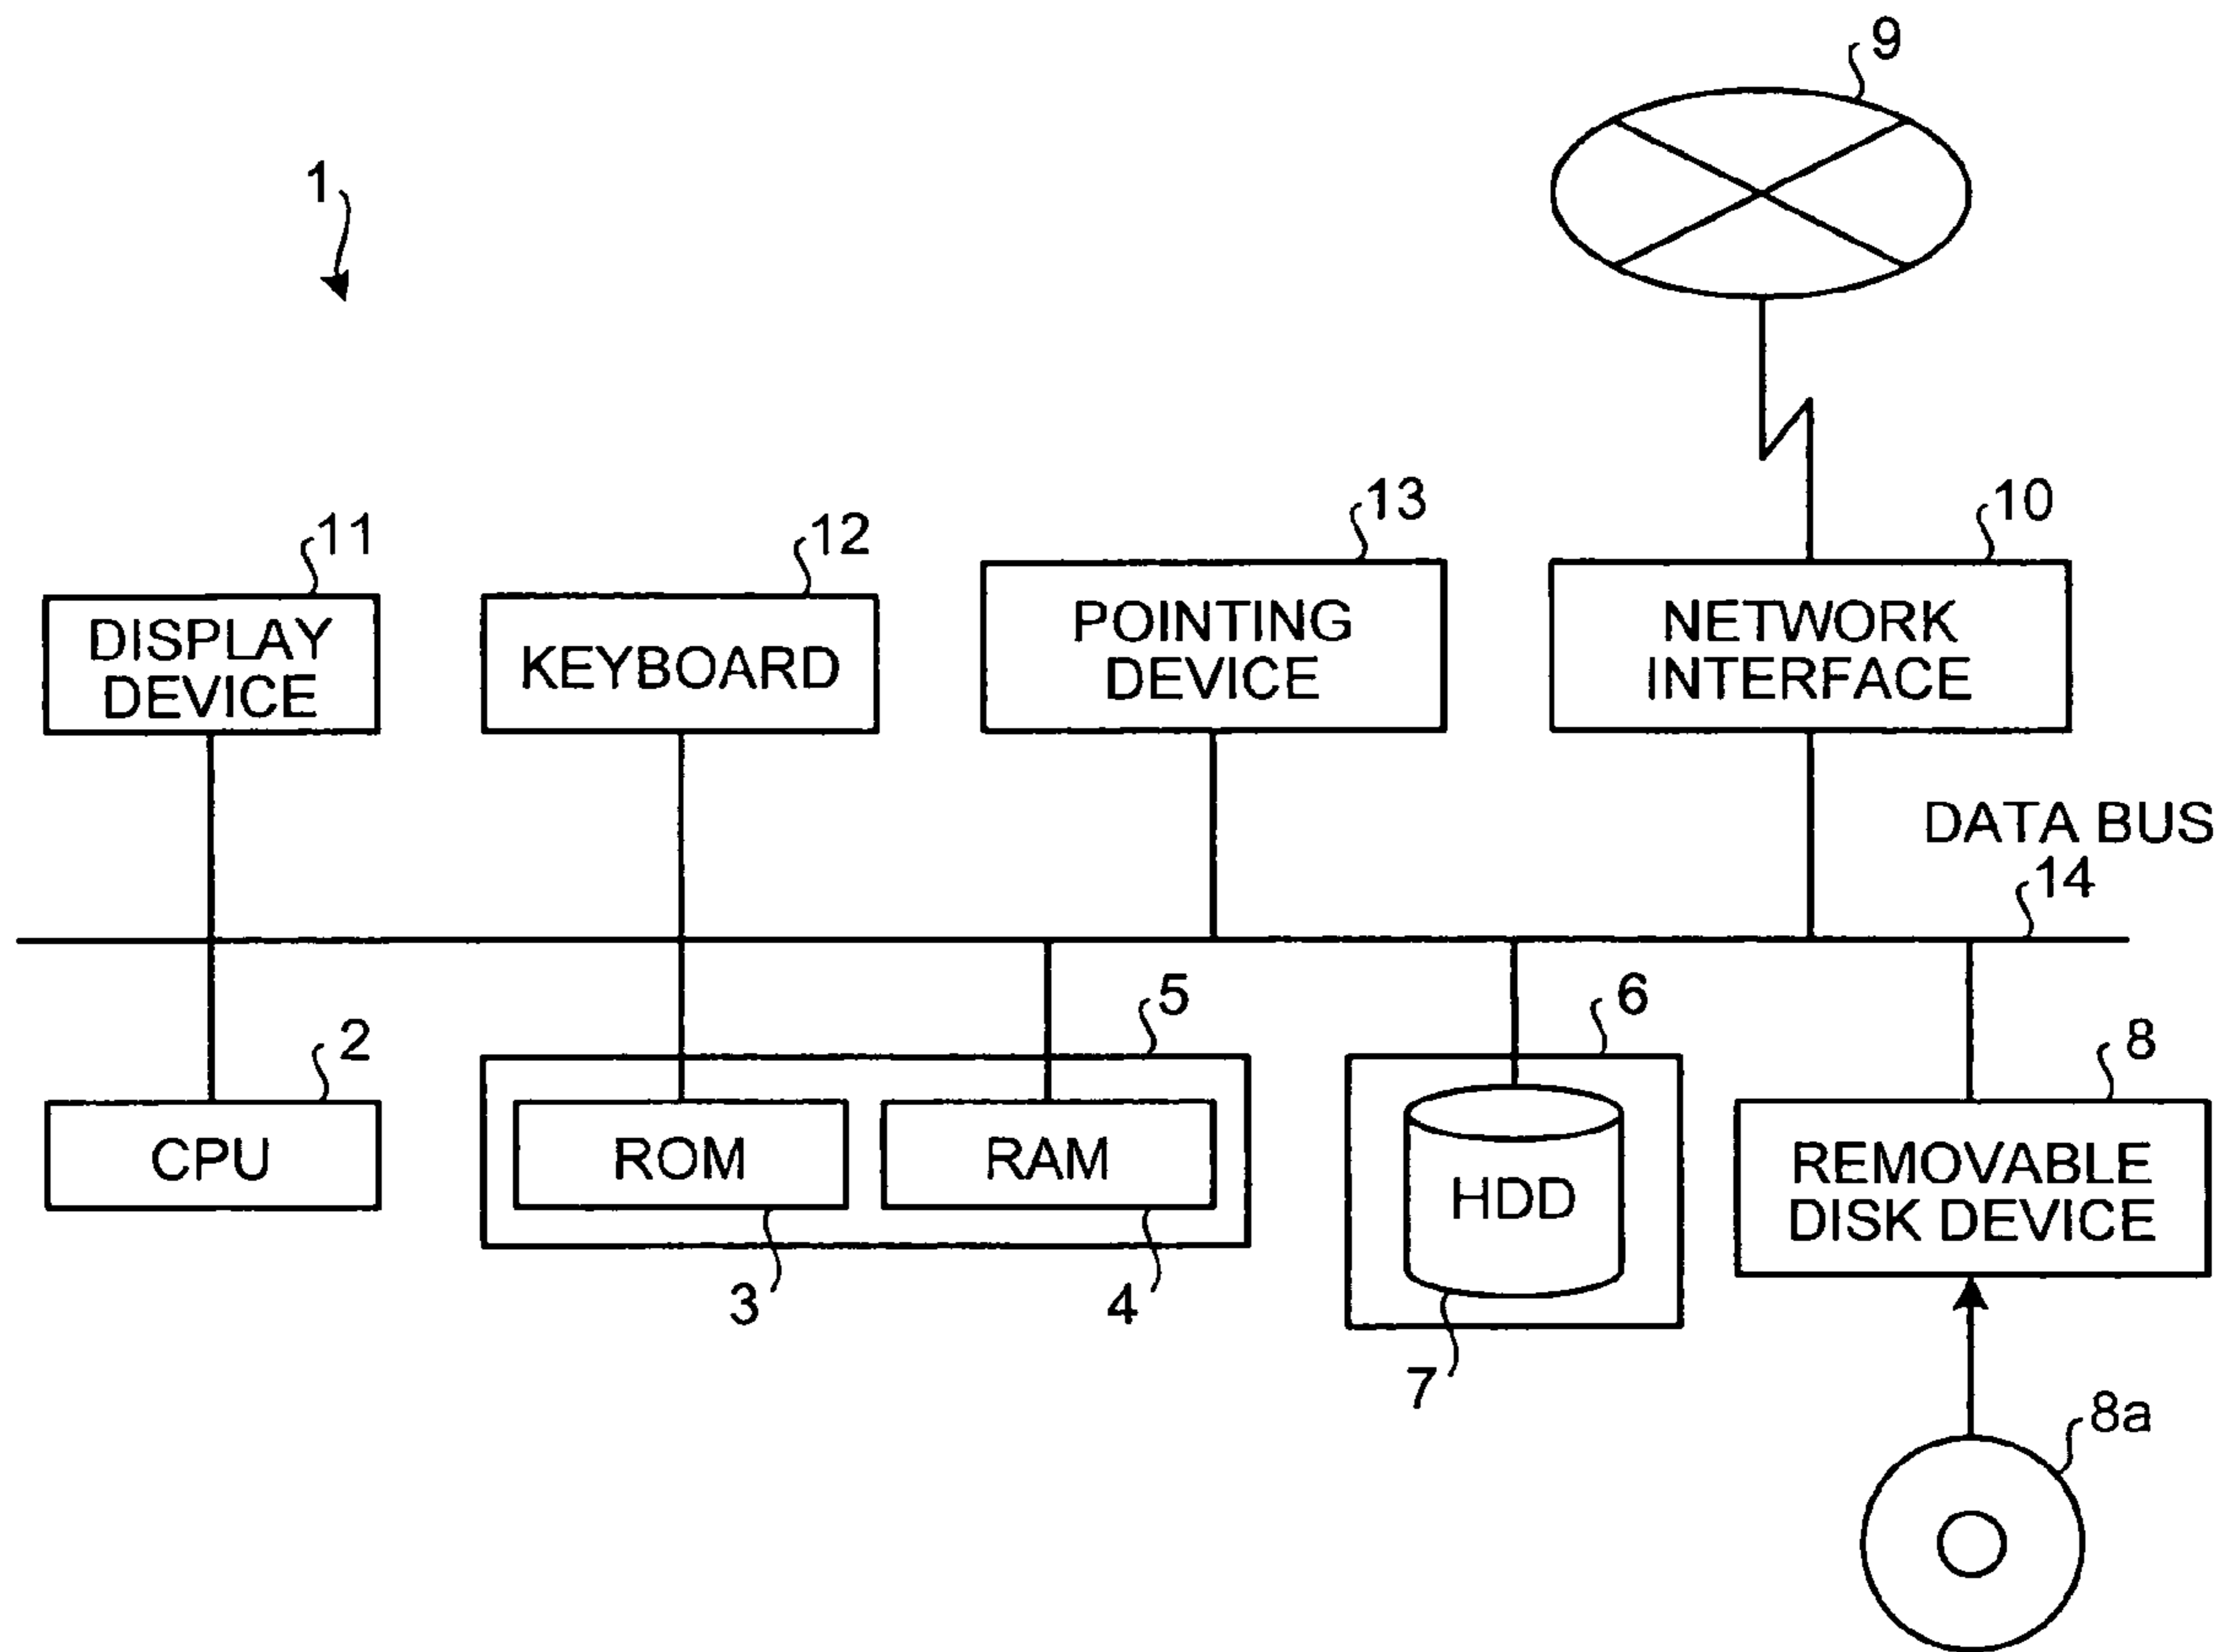 9
1
11
12
13
10
DISPLAY
DEVICE
KEYBOARD
POINTING
DEVICE
NETWORK
INTERFACE
DATA BUS
14
2
5
6
8
CPU
ROM
RAM
HDD
REMOVABLE
DISK DEVICE
3
4
7
8a